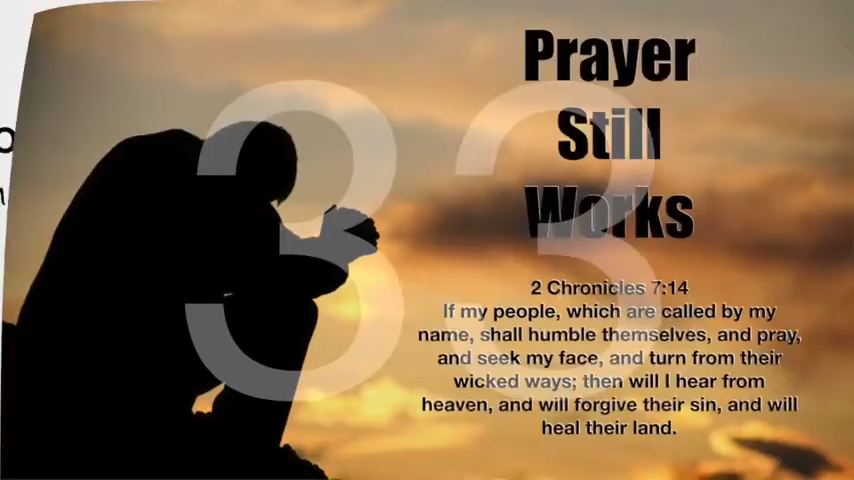 Prayer
Still
Works
33
2 Chronicles 7:14
If my people, which are called by my
name, shall humble themselves, and pray,
and seek my face, and turn from their
wicked ways; then will I hear from
heaven, and will forgive their sin, and will
heal their land.